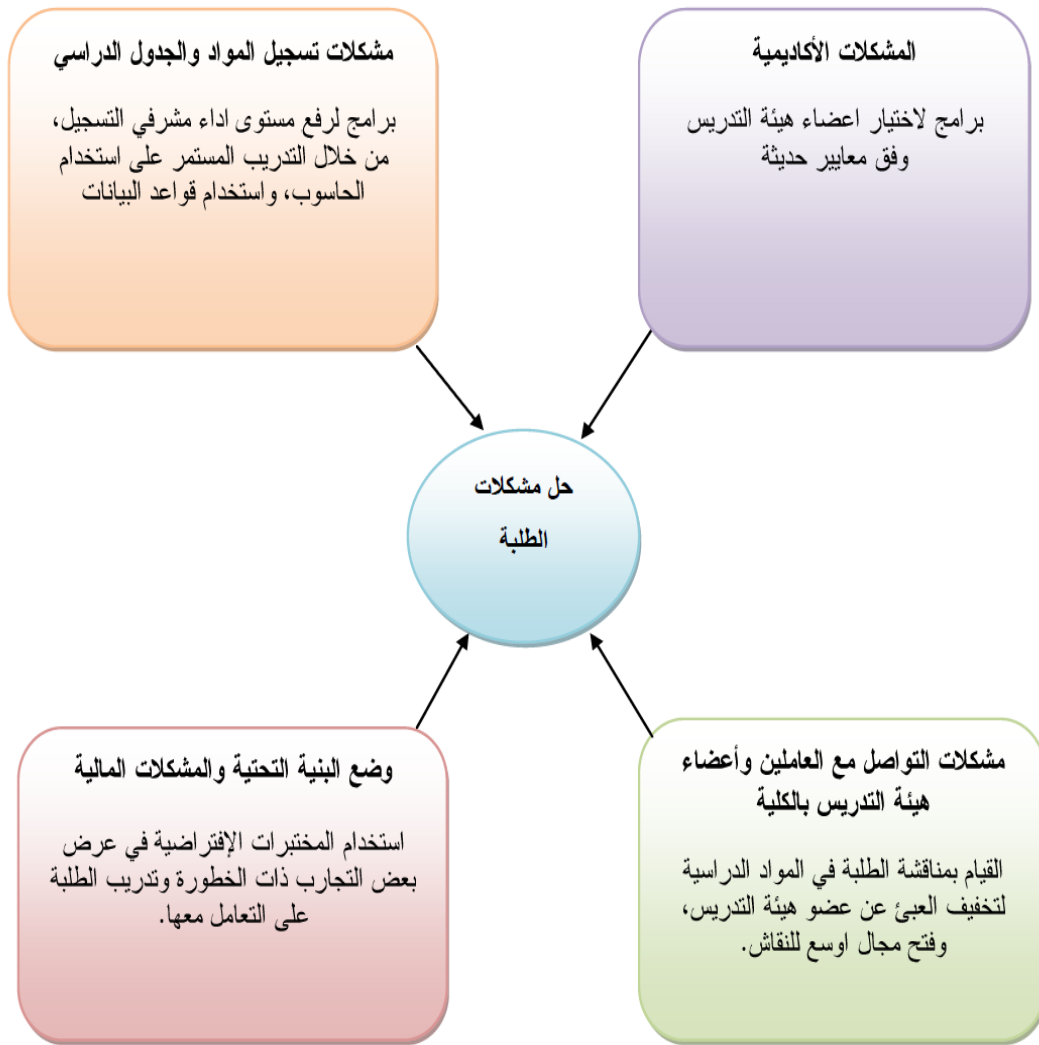 المشكلات الأكاديمية
برامج لاختيار اعضاء هيئة التدريس
وفق معايير حديثة
مشكلات تسجيل المواد والجدول الدراسي
برامج لرفع مستوى اداء مشرفي التسجيل،
من خلال التدريب المستمر على استخدام
الحاسوب، واستخدام قواعد البيانات
حل مشكلات
الطلبة
مشكلات التواصل مع العاملين وأعضاء
هيئة التدريس بالكلية
القيام بمناقشة الطلبة في المواد الدراسية
لتخفيف العبئ عن عضو هيئة التدريس،
وفتح مجال اوسع للنقاش.
وضع البنية التحتية والمشكلات المالية
استخدام المختبرات الإفتراضية في عرض
بعض التجارب ذات الخطورة وتدريب الطلبة
على التعامل معها.